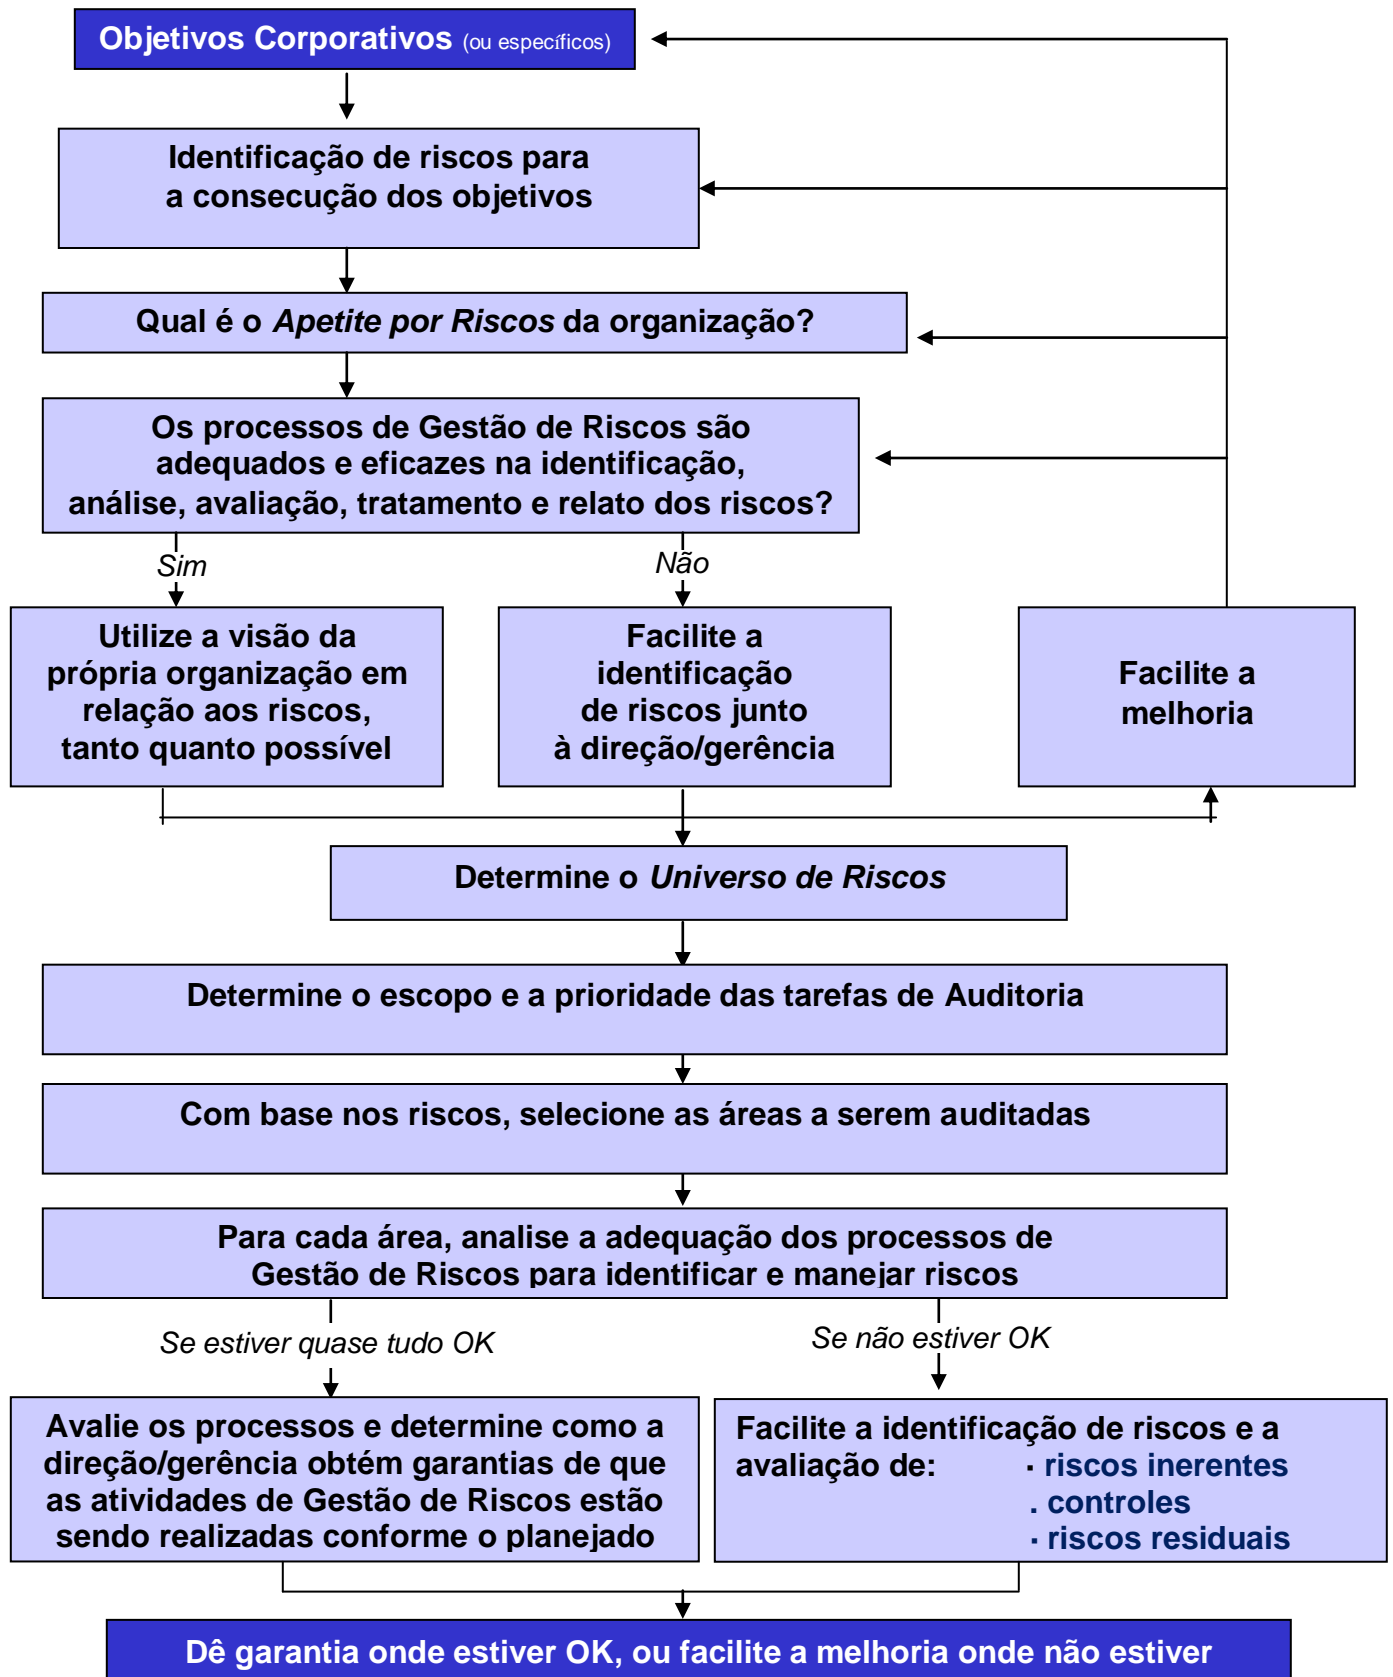 Objetivos Corporativos (ou específicos)
Identificação de riscos para
a consecução dos objetivos
Qual é o Apetite por Riscos da organização?
Os processos de Gestão de Riscos são
adequados e eficazes na identificação,
análise, avaliação, tratamento e relato dos riscos?
Sim
Não
Utilize a visão da
própria organização em
relação aos riscos,
tanto quanto possível
Facilite a
identificação
de riscos junto
à direção/gerência
Facilite a
melhoria
Determine o Universo de Riscos
Determine o escopo e a prioridade das tarefas de Auditoria
Com base nos riscos, selecione as áreas a serem auditadas
Para cada área, analise a adequação dos processos de
Gestão de Riscos para identificar e manejar riscos
Se estiver quase tudo OK
Se não estiver OK
Avalie os processos e determine como a
direção/gerência obtém garantias de que
as atividades de Gestão de Riscos estão
sendo realizadas conforme o planejado
Facilite a identificação de riscos e a
avaliação de: · riscos inerentes
. controles
· riscos residuais
Dê garantia onde estiver OK, ou facilite a melhoria onde não estiver